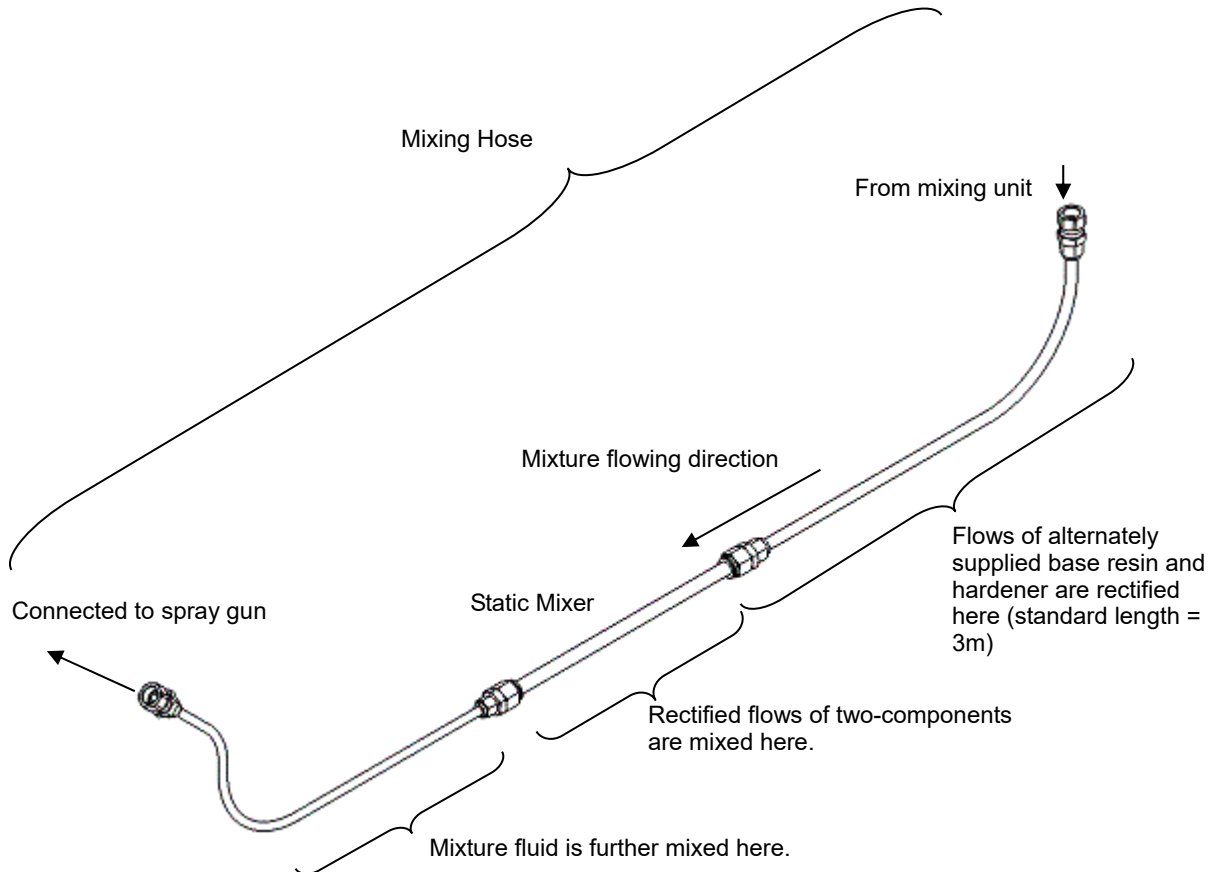 Mixing Hose
From mixing unit
Mixture flowing direction
Flows of alternately
supplied base resin and
hardener are rectified
here (standard length =
3m)
Connected to spray gun
Static Mixer
Rectified flows of two-components
are mixed here.
Mixture fluid is further mixed here.